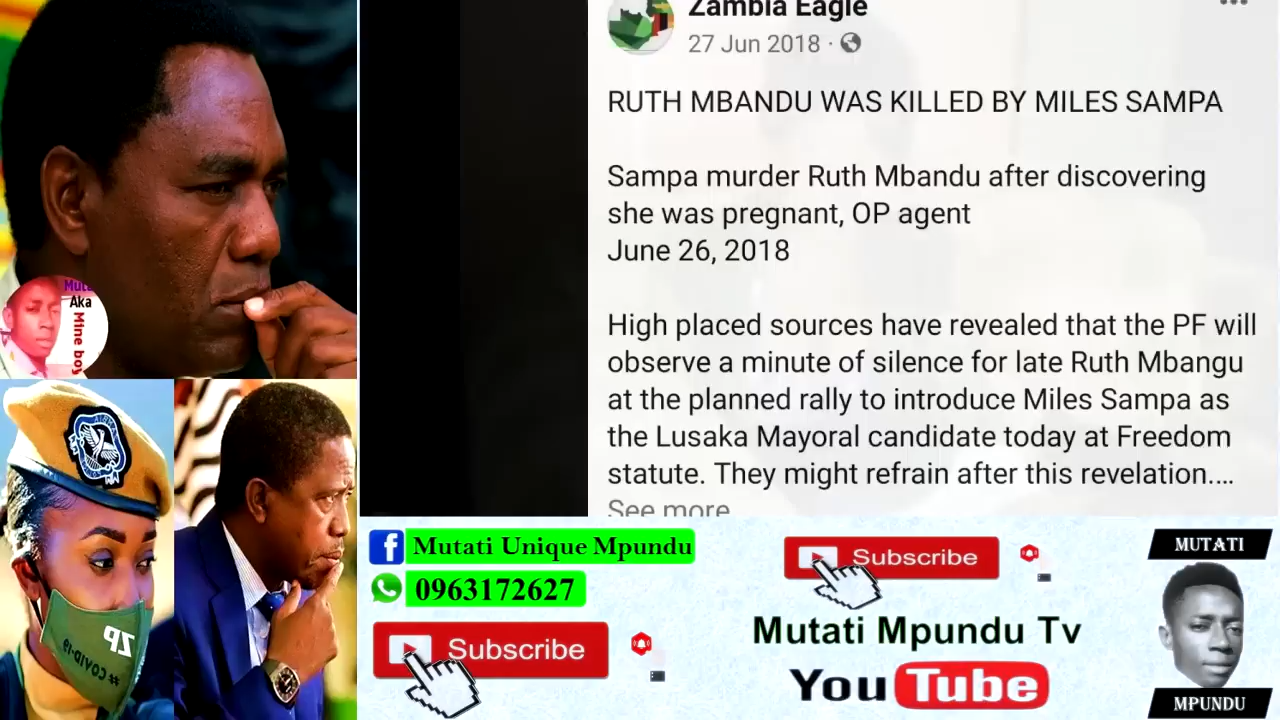 Zambia Eagle
27 Jun 2018 ·
RUTH MBANDU WAS KILLED BY MILES SAMPA
Sampa murder Ruth Mbandu after discovering
she was pregnant, OP agent
June 26, 2018
High placed sources have revealed that the PF will
observe a minute of silence for late Ruth Mbangu
at the planned rally to introduce Miles Sampa as
the Lusaka Mayoral candidate today at Freedom
statute. They might refrain after this revelation....
See more
Aka
Mine boy
ZP
#COVID-19
Mutati Unique Mpundu
0963172627
Subscribe
Subscribe
Mutati Mpundu Tv
YouTube
MUTATI
MPUNDU